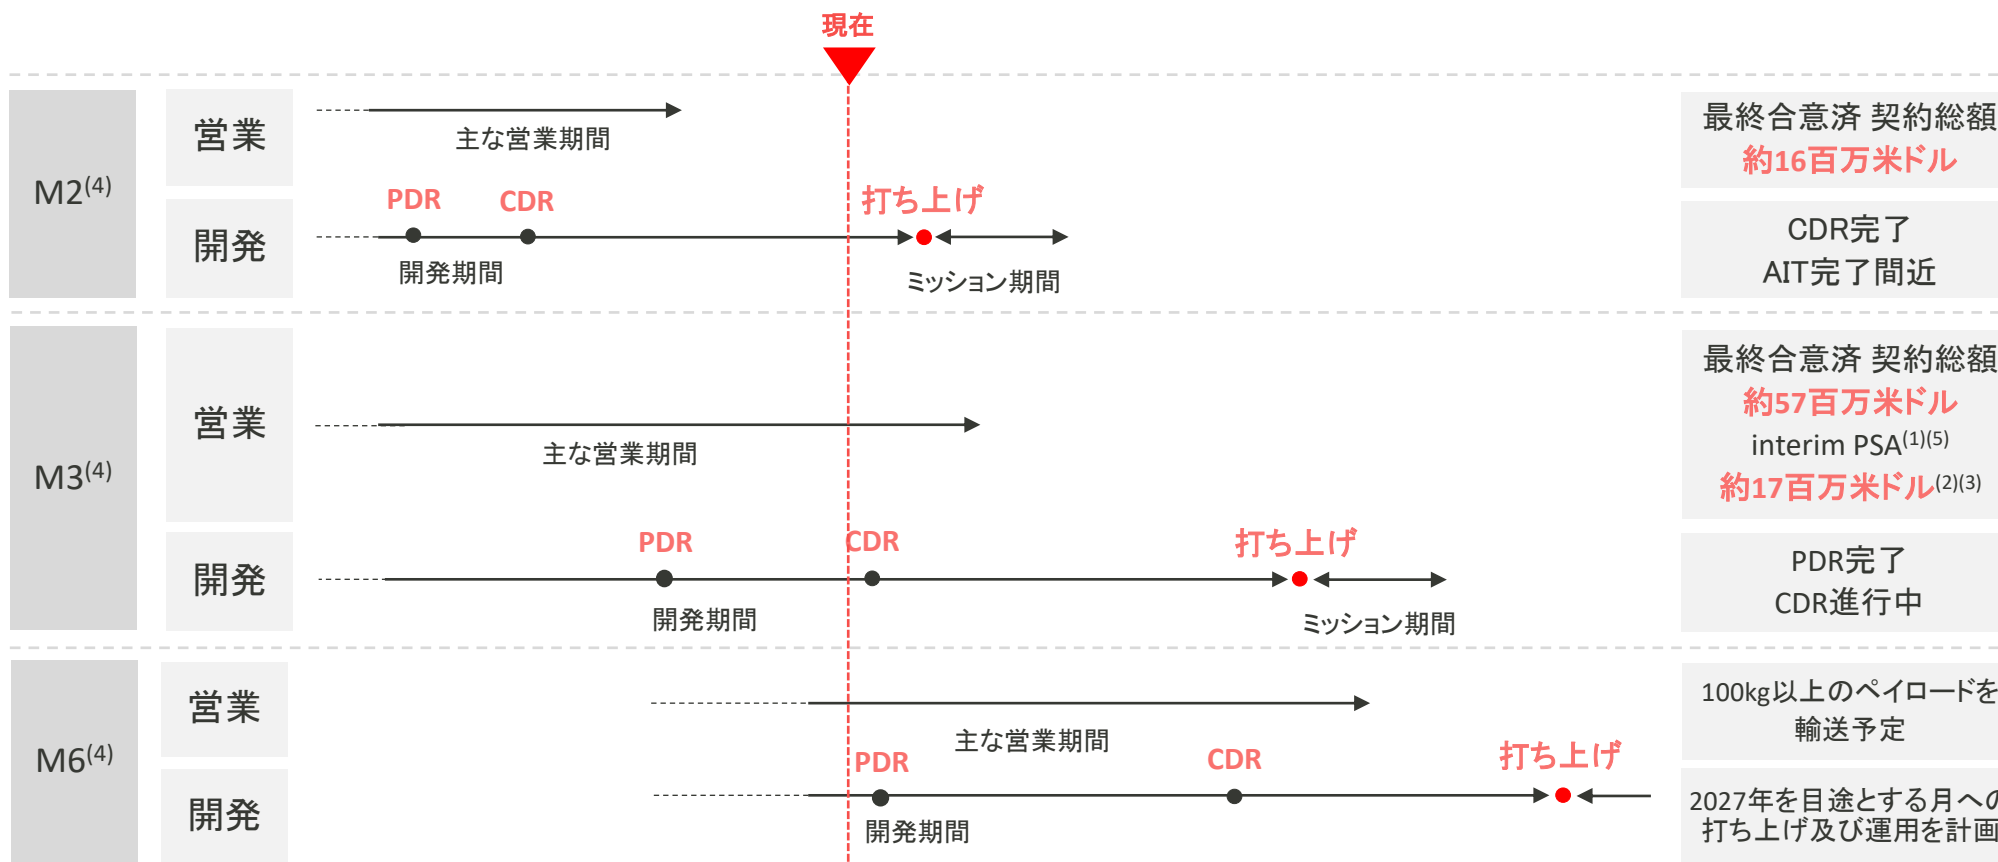 現在
M2(4)
営業
主な営業期間
最終合意済 契約総額
約16百万米ドル
開発
PDR
CDR
打ち上げ
開発期間
ミッション期間
CDR完了
AIT完了間近
M3(4)
営業
主な営業期間
最終合意済 契約総額
約57百万米ドル
interim PSA(1)(5)
約17百万米ドル(2)(3)
開発
PDR
CDR
打ち上げ
開発期間
ミッション期間
PDR完了
CDR進行中
M6(4)
営業
主な営業期間
100kg以上のペイロードを
輸送予定
開発
PDR
CDR
打ち上げ
開発期間
2027年を目途とする月への
打ち上げ及び運用を計画